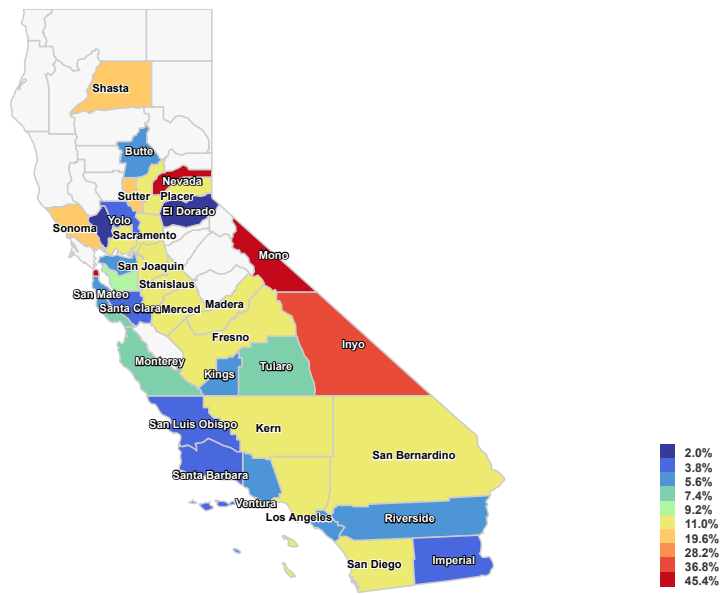 Shasta
Butte
Nevada
Sutter
Placer
El Dorado
Yolo
Sonoma
Sacramento
Mono
San Joaquin
Stanislaus
San Mateo
Santa Clara
Merced
Madera
Fresno
Inyo
Monterey
Tulare
Kings
San Luis Obispo
Kern
San Bernardino
Santa Barbara
Ventura
Los Angeles
Riverside
San Diego
Imperial
2.0%
3.8%
5.6%
7.4%
9.2%
11.0%
19.6%
28.2%
36.8%
45.4%